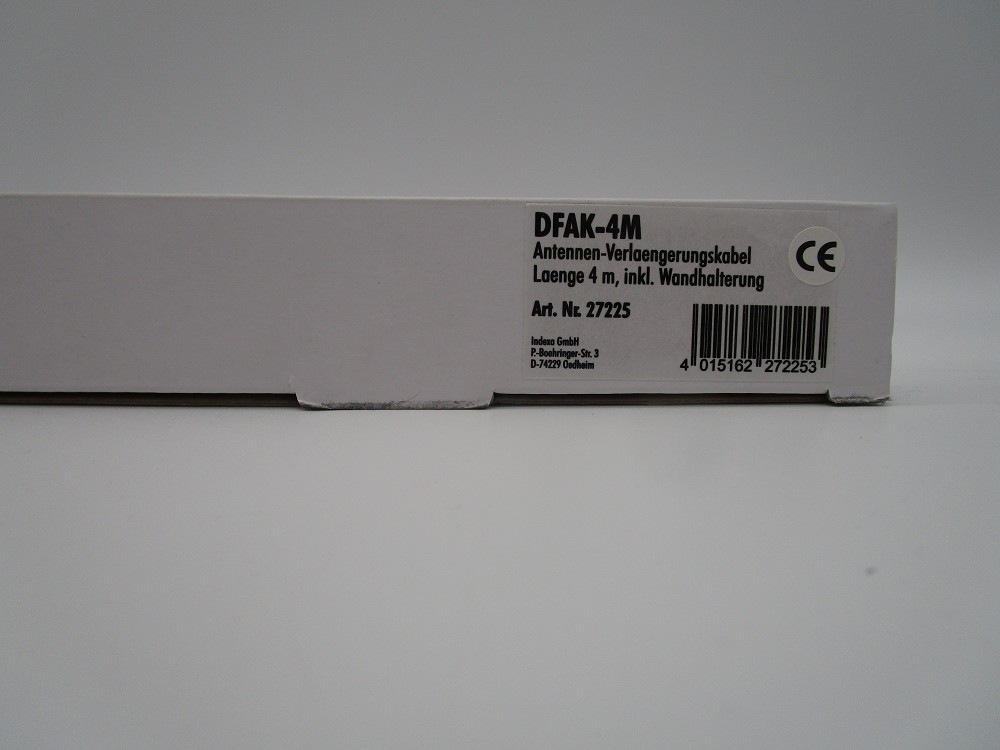 DFAK-4M
Antennen-Verlaengerungskabel
Laenge 4 m, inkl. Wandhalterung
CE
Art. Nr. 27225
Indexa GmbH
P.-Boehringer-Str. 3
D-74229 Oedheim
4 015162 272253